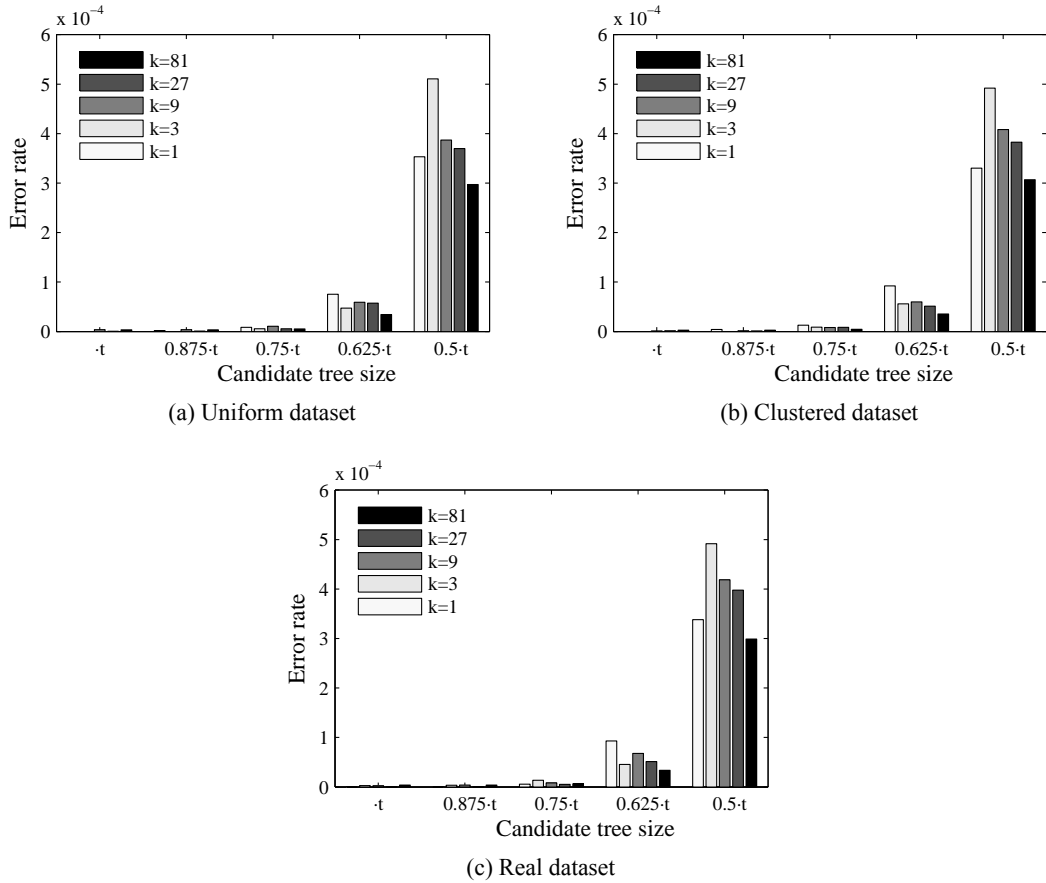 x 10⁻⁴
6
5
4
3
2
1
0
Error rate
k=81
k=27
k=9
k=3
k=1
·t
0.875·t
0.75·t
0.625·t
0.5·t
Candidate tree size
(a) Uniform dataset
x 10⁻⁴
6
5
4
3
2
1
0
Error rate
k=81
k=27
k=9
k=3
k=1
·t
0.875·t
0.75·t
0.625·t
0.5·t
Candidate tree size
(b) Clustered dataset
x 10⁻⁴
6
5
4
3
2
1
0
Error rate
k=81
k=27
k=9
k=3
k=1
·t
0.875·t
0.75·t
0.625·t
0.5·t
Candidate tree size
(c) Real dataset